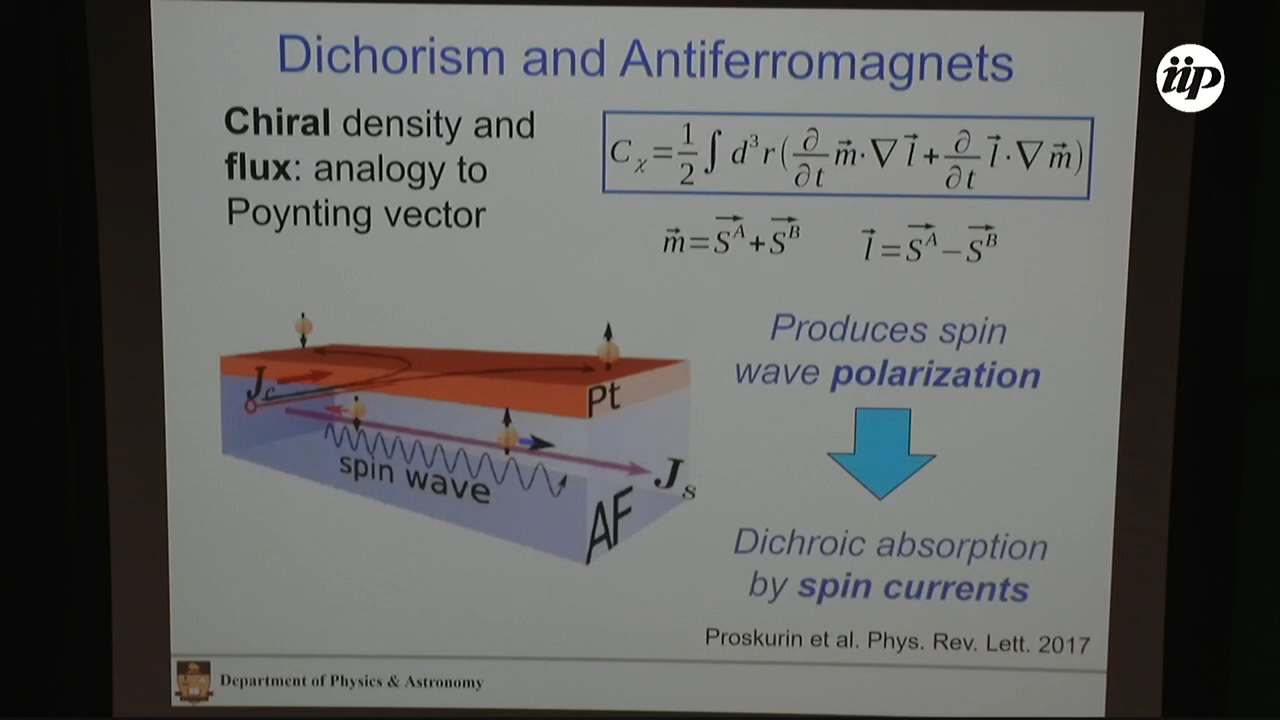 Dichorism and Antiferromagnets
iip
Chiral density and
flux: analogy to
Poynting vector
C_χ = 1/2 ∫ d³r (∂/∂t m⃗ · ∇ l⃗ + ∂/∂t l⃗ · ∇ m⃗)
m⃗ = S⃗^A + S⃗^B    l⃗ = S⃗^A − S⃗^B
Produces spin
wave polarization
J_c
Pt
spin wave
J_s
AF
Dichroic absorption
by spin currents
Proskurin et al. Phys. Rev. Lett. 2017
Department of Physics & Astronomy